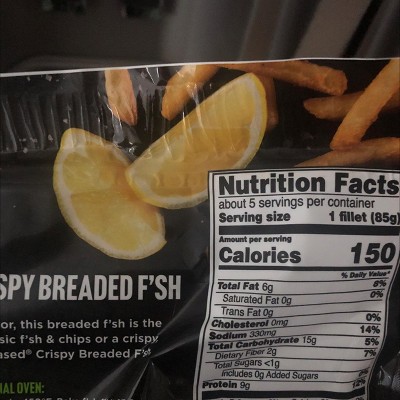 Nutrition Facts
about 5 servings per container
Serving size 1 fillet (85g)
Amount per serving
Calories 150
% Daily Value*
Total Fat 6g 8%
Saturated Fat 0g 0%
Trans Fat 0g
Cholesterol 0mg 0%
Sodium 330mg 14%
Total Carbohydrate 15g 5%
Dietary Fiber 2g 7%
Total Sugars <1g
Includes 0g Added Sugars
Protein 9g
SPY BREADED F'SH
or, this breaded f'sh is the
sic f'sh & chips or a crispy
ased® Crispy Breaded F'sh
NAL OVEN: